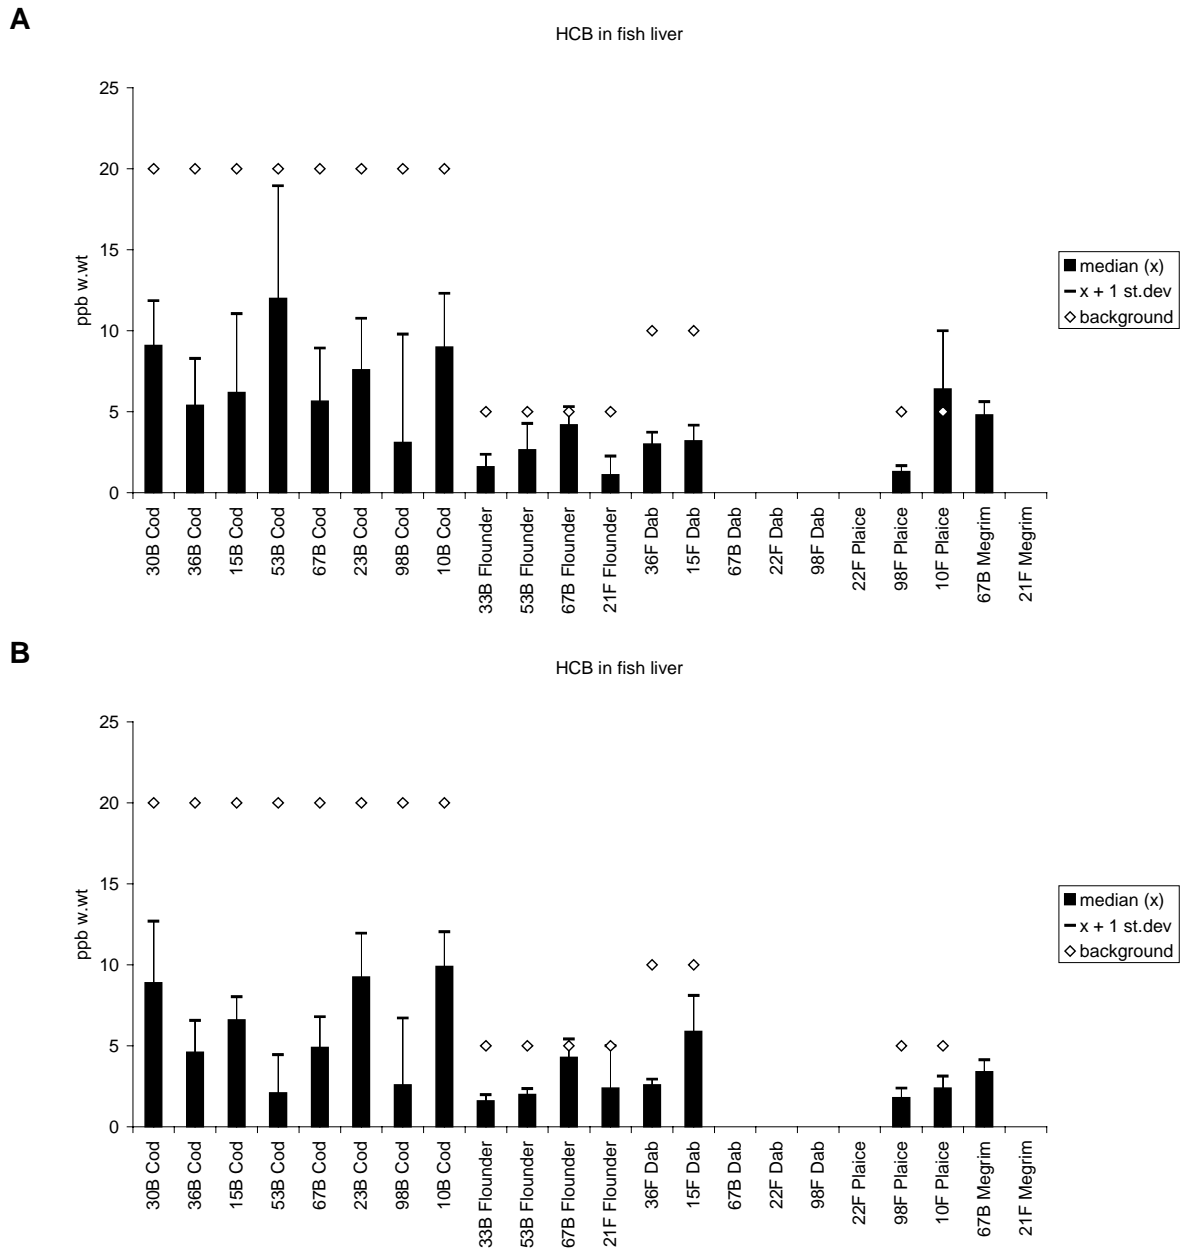 A
HCB in fish liver
25
20
15
10
5
0
ppb w.wt
median (x)
x + 1 st.dev
background
30B Cod
36B Cod
15B Cod
53B Cod
67B Cod
23B Cod
98B Cod
10B Cod
33B Flounder
53B Flounder
67B Flounder
21F Flounder
36F Dab
15F Dab
67B Dab
22F Dab
98F Dab
22F Plaice
98F Plaice
10F Plaice
67B Megrim
21F Megrim
B
HCB in fish liver
25
20
15
10
5
0
ppb w.wt
median (x)
x + 1 st.dev
background
30B Cod
36B Cod
15B Cod
53B Cod
67B Cod
23B Cod
98B Cod
10B Cod
33B Flounder
53B Flounder
67B Flounder
21F Flounder
36F Dab
15F Dab
67B Dab
22F Dab
98F Dab
22F Plaice
98F Plaice
10F Plaice
67B Megrim
21F Megrim